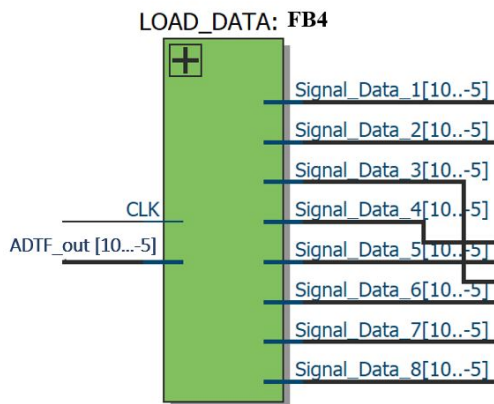 LOAD_DATA: FB4
Signal_Data_1[10..-5]
Signal_Data_2[10..-5]
Signal_Data_3[10..-5]
CLK
Signal_Data_4[10..-5]
ADTF_out [10...-5]
Signal_Data_5[10..-5]
Signal_Data_6[10..-5]
Signal_Data_7[10..-5]
Signal_Data_8[10..-5]